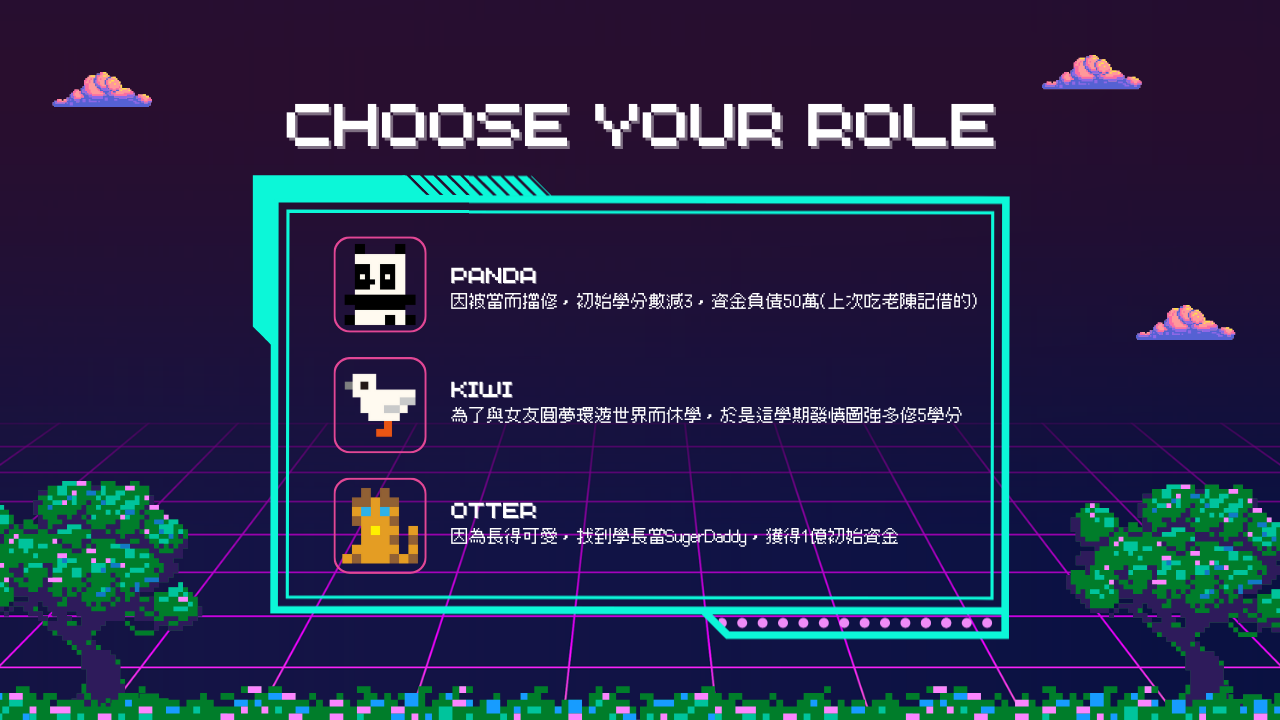 CHOOSE YOUR ROLE
PANDA
因被當而擋修，初始學分數減3，資金負債50萬(上次吃老陳記借的)
KIWI
為了與女友圓夢環遊世界而休學，於是這學期發憤圖強多修5學分
OTTER
因為長得可愛，找到學長當SugerDaddy，獲得1億初始資金